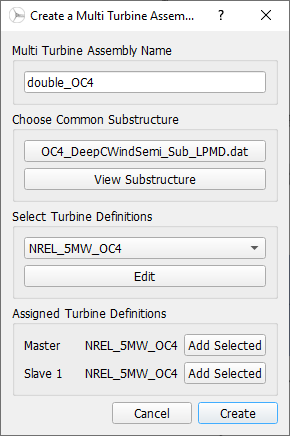 Create a Multi Turbine Assem... ?
Multi Turbine Assembly Name
double_OC4
Choose Common Substructure
OC4_DeepCWindSemi_Sub_LPMD.dat
View Substructure
Select Turbine Definitions
NREL_5MW_OC4
Edit
Assigned Turbine Definitions
Master NREL_5MW_OC4 Add Selected
Slave 1 NREL_5MW_OC4 Add Selected
Cancel Create